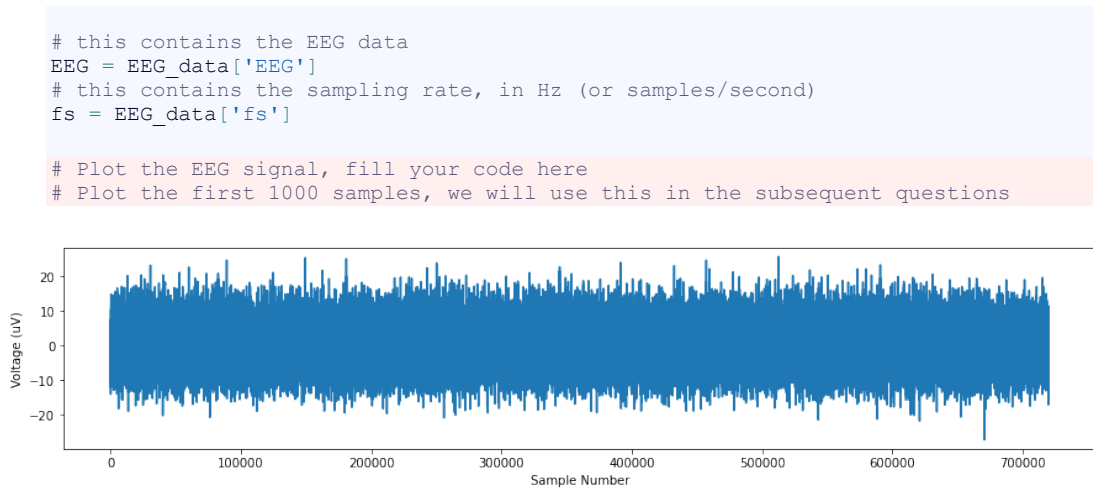 # this contains the EEG data
EEG = EEG_data['EEG']
# this contains the sampling rate, in Hz (or samples/second)
fs = EEG_data['fs']
# Plot the EEG signal, fill your code here
# Plot the first 1000 samples, we will use this in the subsequent questions
20
10
0
−10
−20
Voltage (uV)
0 100000 200000 300000 400000 500000 600000 700000
Sample Number